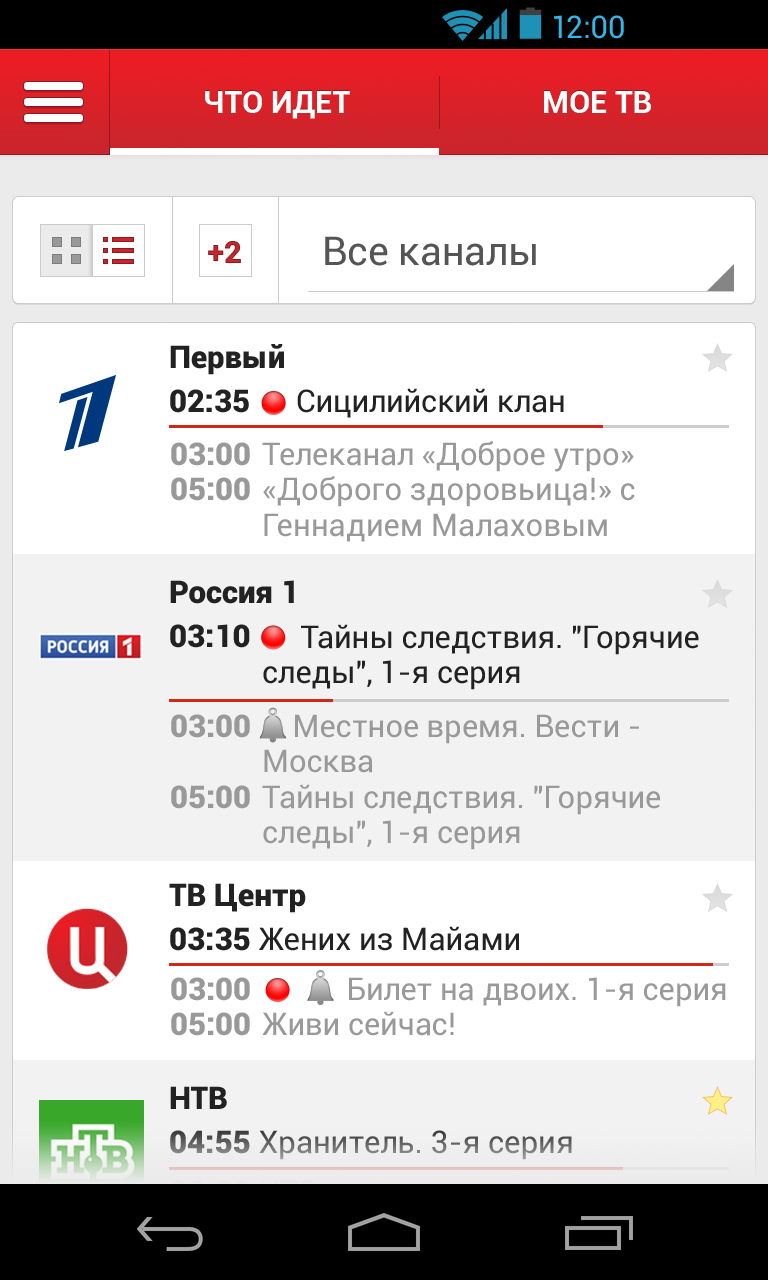 12:00
ЧТО ИДЕТ
МОЕ ТВ
+2
Все каналы
Первый
02:35 Сицилийский клан
03:00 Телеканал «Доброе утро»
05:00 «Доброго здоровьица!» с
Геннадием Малаховым
Россия 1
РОССИЯ 1
03:10 Тайны следствия. "Горячие
следы", 1-я серия
03:00 Местное время. Вести -
Москва
05:00 Тайны следствия. "Горячие
следы", 1-я серия
ТВ Центр
Ц
03:35 Жених из Майами
03:00 Билет на двоих. 1-я серия
05:00 Живи сейчас!
НТВ
НТВ
04:55 Хранитель. 3-я серия